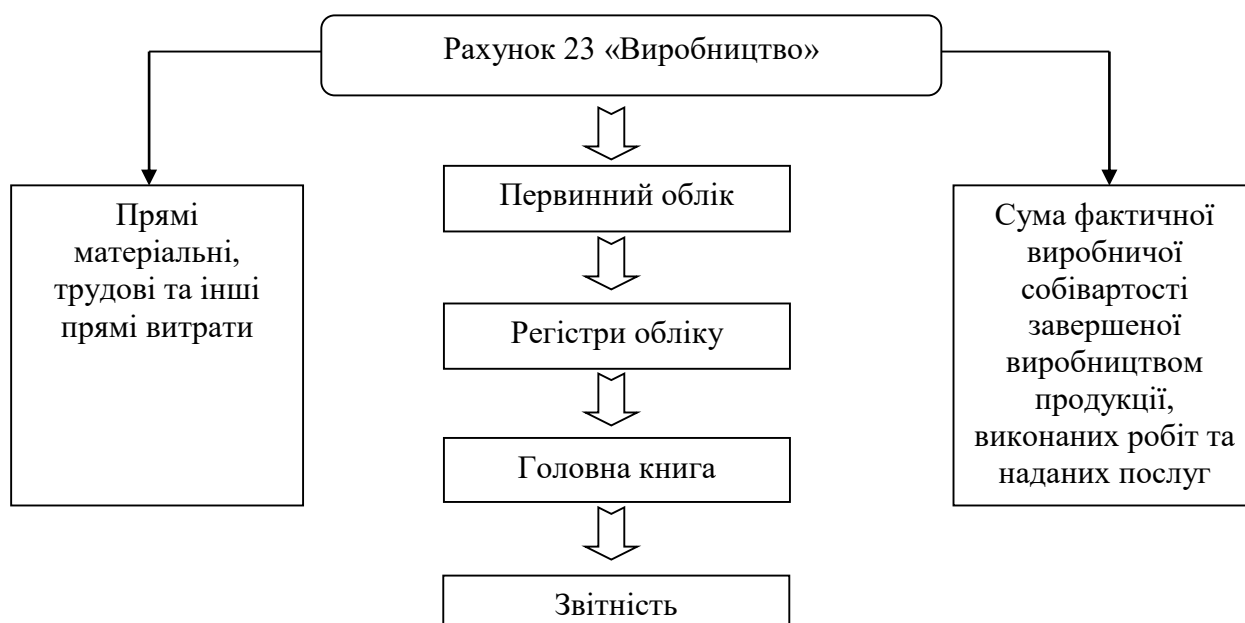 Рахунок 23 «Виробництво»
Прямі
матеріальні,
трудові та інші
прямі витрати
Первинний облік
Регістри обліку
Головна книга
Звітність
Сума фактичної
виробничої
собівартості
завершеної
виробництвом
продукції,
виконаних робіт та
наданих послуг